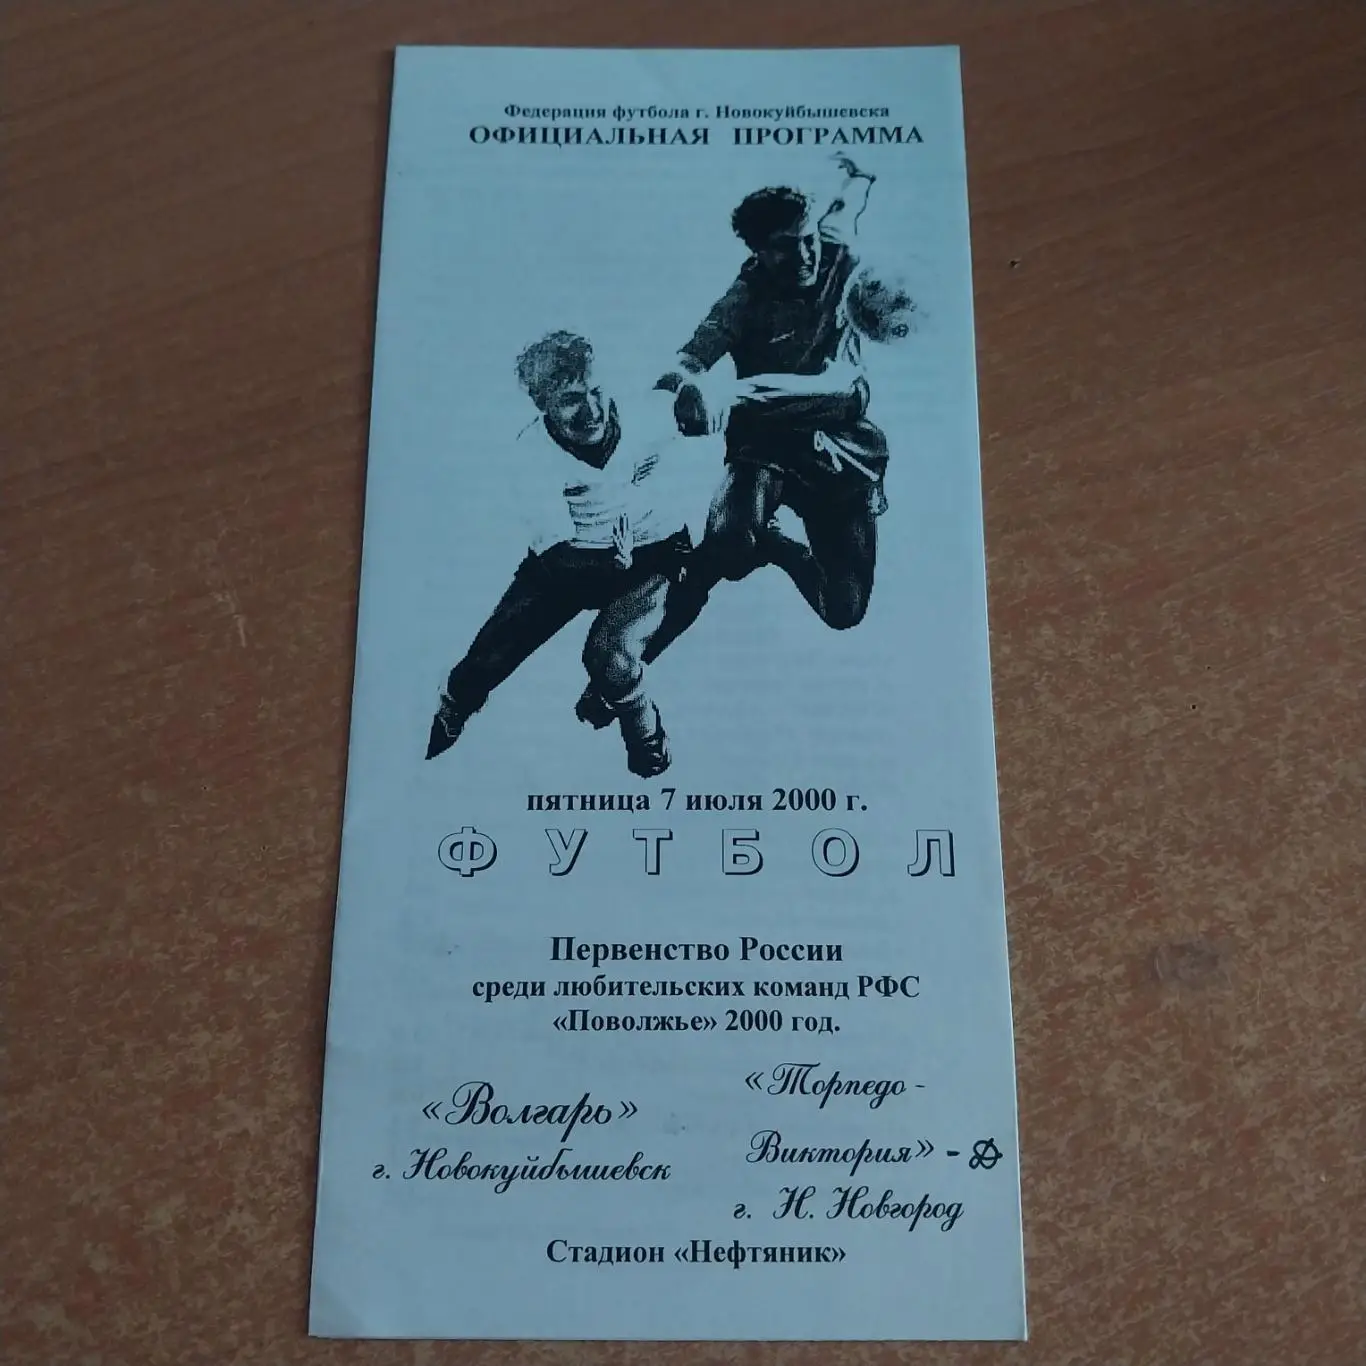 Федерация футбола г. Новокуйбышевска
ОФИЦИАЛЬНАЯ ПРОГРАММА
пятница 7 июля 2000 г.
ФУТБОЛ
Первенство России
среди любительских команд РФС
«Поволжье» 2000 год.
«Волгарь»
г. Новокуйбышевск
«Торпедо-
Виктория» - Д
г. Н. Новгород
Стадион «Нефтяник»